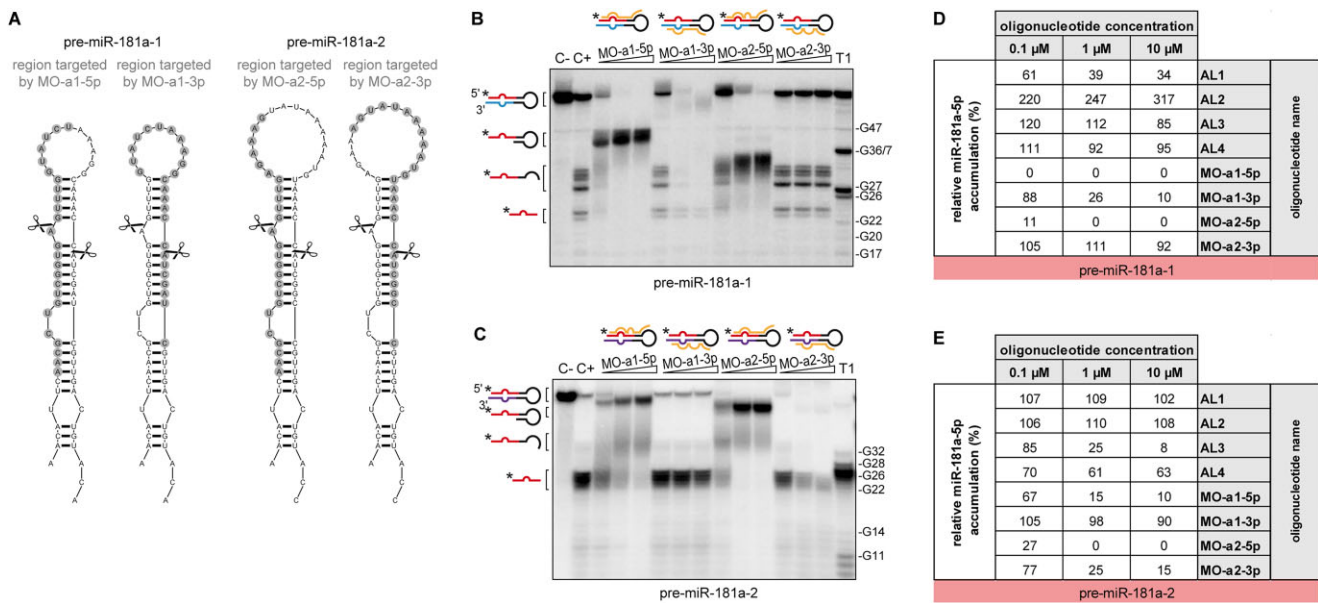 A
pre-miR-181a-1
pre-miR-181a-2
region targeted
by MO-a1-5p
region targeted
by MO-a1-3p
region targeted
by MO-a2-5p
region targeted
by MO-a2-3p
B
C- C+ MO-a1-5p MO-a1-3p MO-a2-5p MO-a2-3p T1
5'
3'
-G47
-G36/7
-G27
-G26
-G22
-G20
-G17
pre-miR-181a-1
C
C- C+ MO-a1-5p MO-a1-3p MO-a2-5p MO-a2-3p T1
5'
3'
-G32
-G28
-G26
-G22
-G14
-G11
pre-miR-181a-2
D
oligonucleotide concentration
0.1 µM 1 µM 10 µM
relative miR-181a-5p
accumulation (%)
61 39 34 AL1
220 247 317 AL2
120 112 85 AL3
111 92 95 AL4
0 0 0 MO-a1-5p
88 26 10 MO-a1-3p
11 0 0 MO-a2-5p
105 111 92 MO-a2-3p
oligonucleotide name
pre-miR-181a-1
E
oligonucleotide concentration
0.1 µM 1 µM 10 µM
relative miR-181a-5p
accumulation (%)
107 109 102 AL1
106 110 108 AL2
85 25 8 AL3
70 61 63 AL4
67 15 10 MO-a1-5p
105 98 90 MO-a1-3p
27 0 0 MO-a2-5p
77 25 15 MO-a2-3p
oligonucleotide name
pre-miR-181a-2